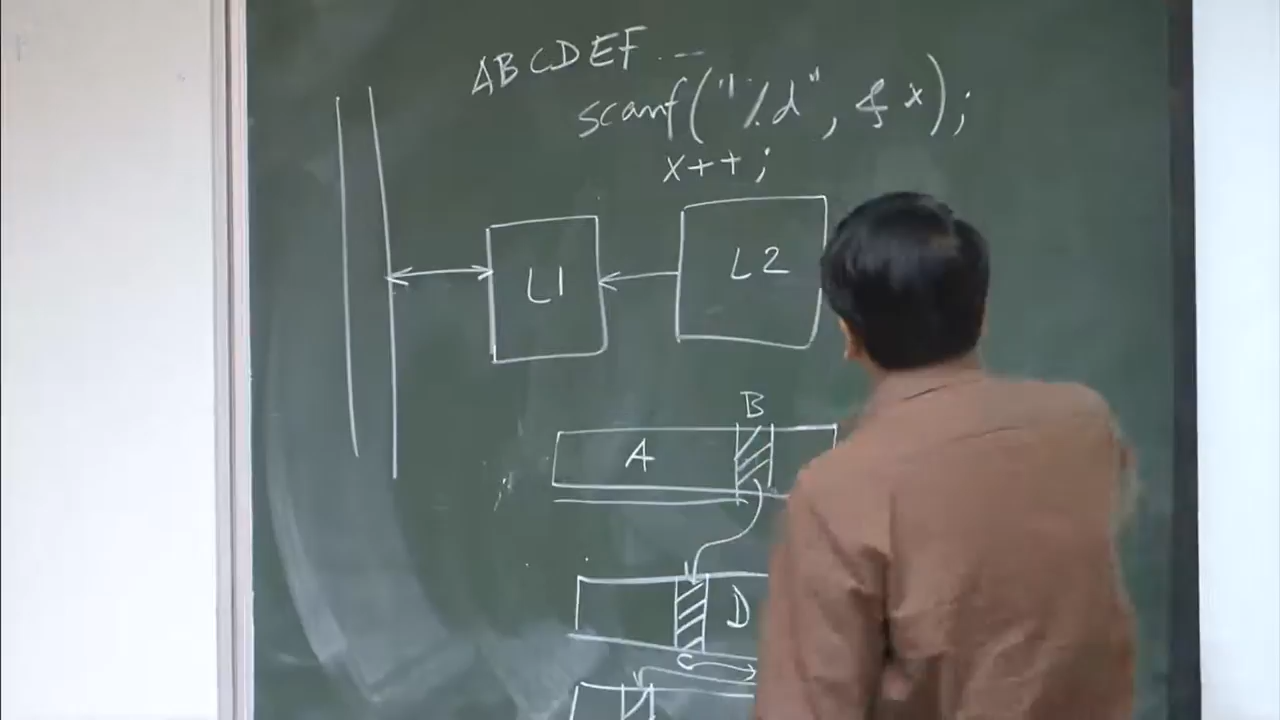 ABCDEF...
scanf("%d", &x);
x++;
L1
L2
B
A
D
C